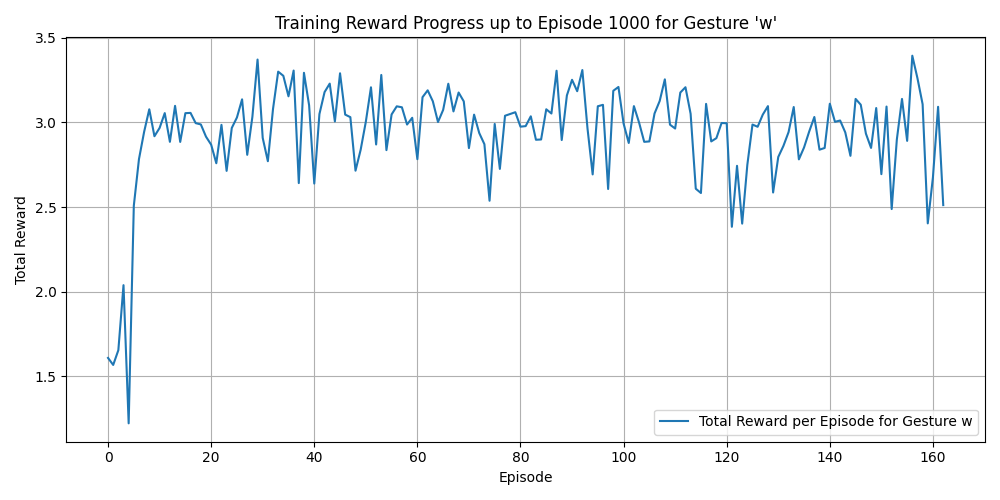 Training Reward Progress up to Episode 1000 for Gesture 'w'
3.5
3.0
2.5
2.0
1.5
Total Reward
0 20 40 60 80 100 120 140 160
Episode
Total Reward per Episode for Gesture w